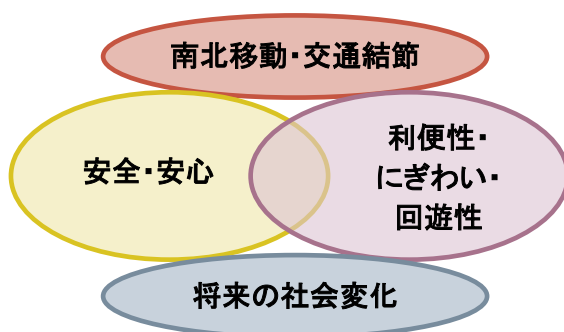 南北移動・交通結節
安全・安心
利便性・
にぎわい・
回遊性
将来の社会変化